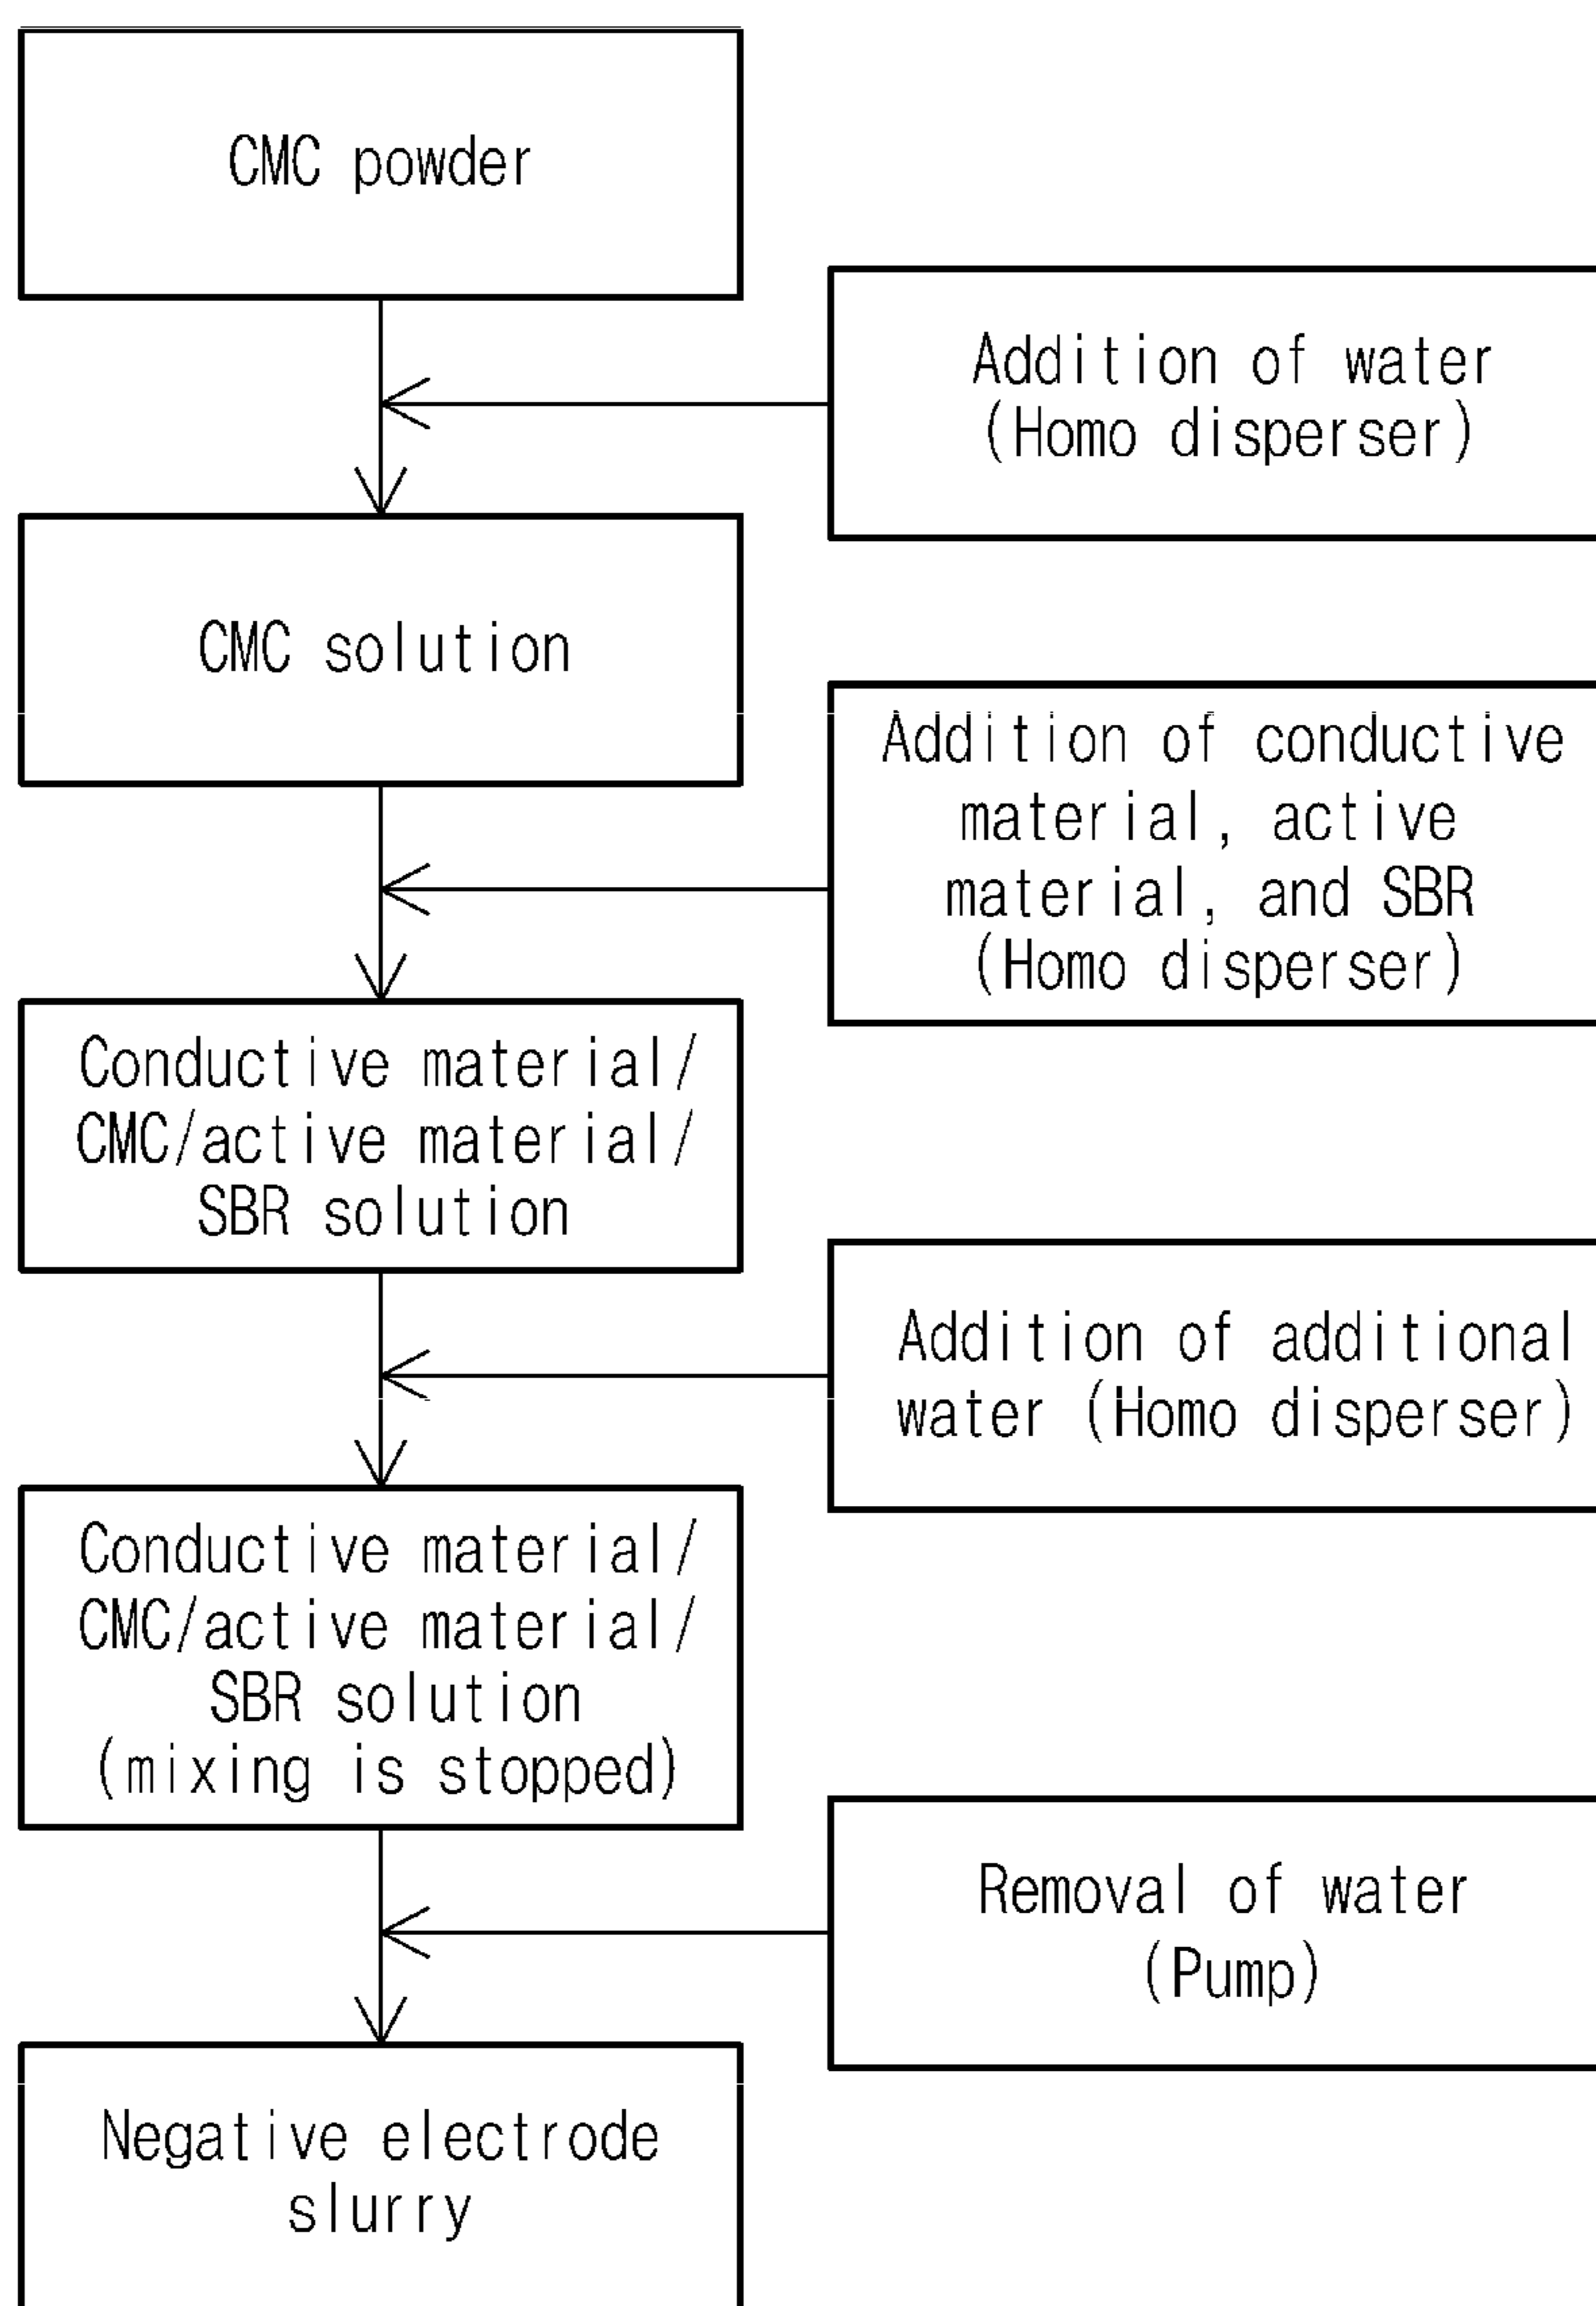 CMC powder
Addition of water
(Homo disperser)
CMC solution
Addition of conductive
material, active
material, and SBR
(Homo disperser)
Conductive material/
CMC/active material/
SBR solution
Addition of additional
water (Homo disperser)
Conductive material/
CMC/active material/
SBR solution
(mixing is stopped)
Removal of water
(Pump)
Negative electrode
slurry